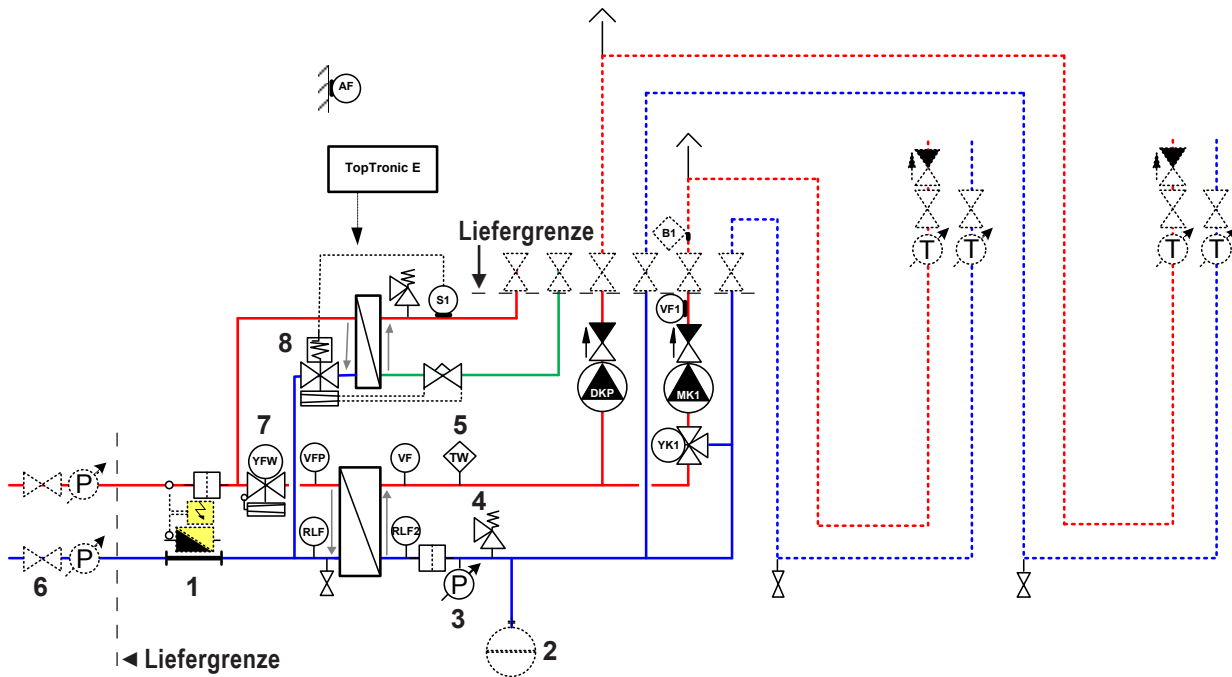 AF
TopTronic E
Liefergrenze
B1
S1
VF1
8
DKP
MK1
7
5
YK1
YFW
VFP
VF
TW
P
4
RLF
RLF2
P
6
1
P
3
2
Liefergrenze
T
T
T
T